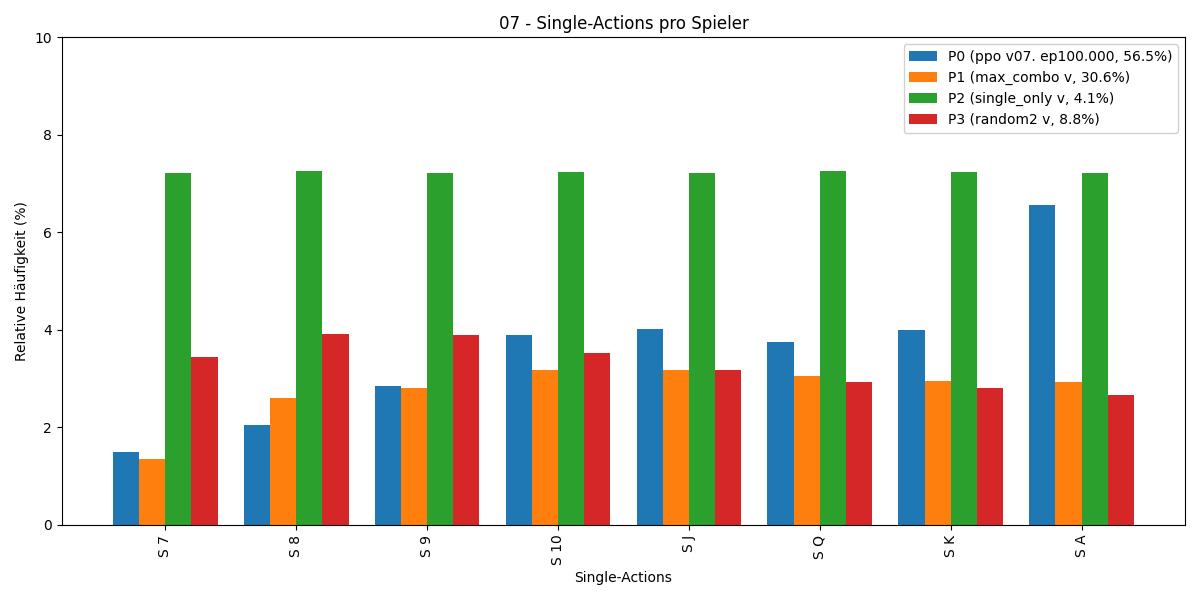 07 - Single-Actions pro Spieler
P0 (ppo v07. ep100.000, 56.5%)
P1 (max_combo v, 30.6%)
P2 (single_only v, 4.1%)
P3 (random2 v, 8.8%)
Relative Häufigkeit (%)
10
8
6
4
2
0
S 7
S 8
S 9
S 10
S J
S Q
S K
S A
Single-Actions